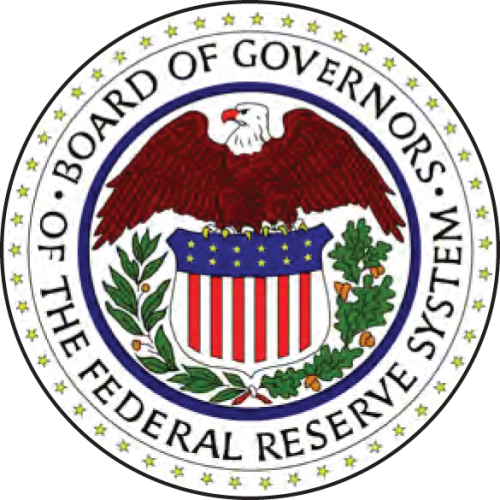 BOARD OF GOVERNORS
OF THE FEDERAL RESERVE SYSTEM